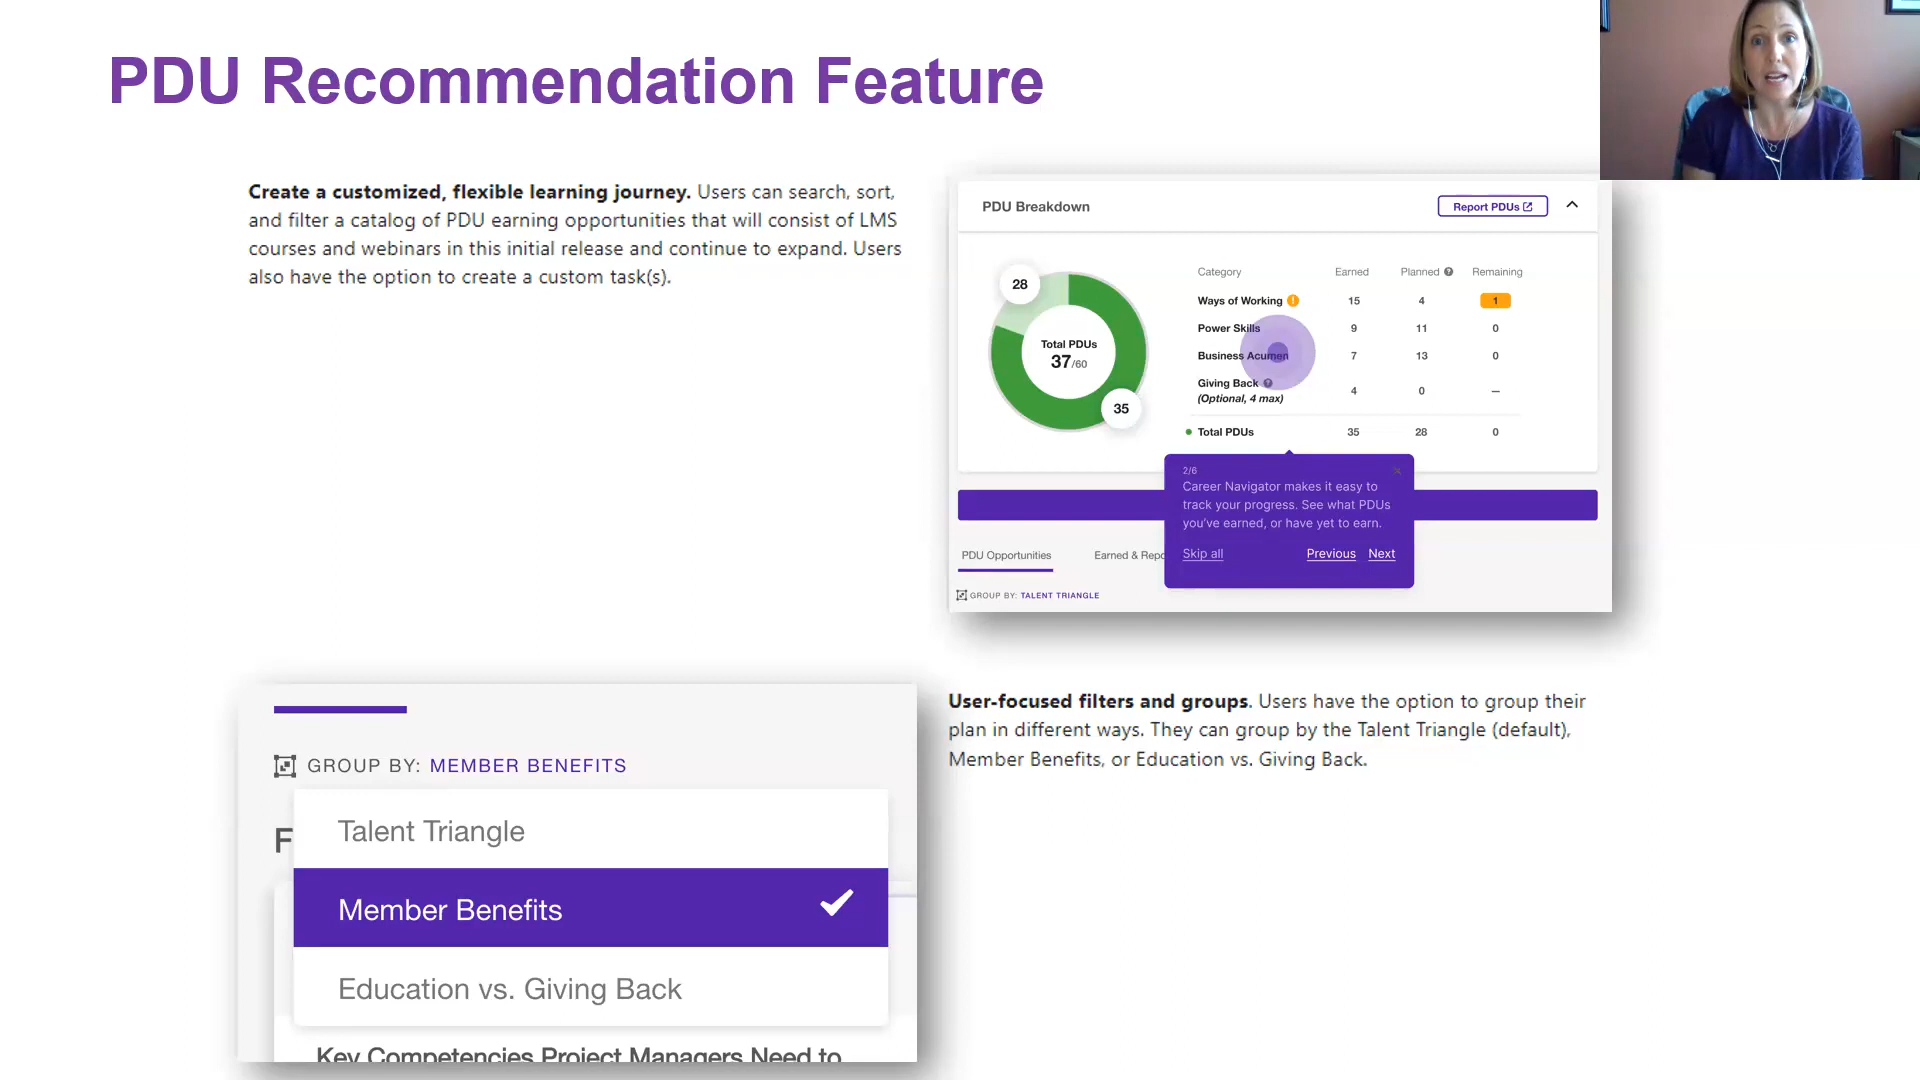 PDU Recommendation Feature
Create a customized, flexible learning journey. Users can search, sort,
and filter a catalog of PDU earning opportunities that will consist of LMS
courses and webinars in this initial release and continue to expand. Users
also have the option to create a custom task(s).
PDU Breakdown
Report PDUs
28
Total PDUs
37/60
35
Category Earned Planned Remaining
Ways of Working 15 4 1
Power Skills 9 11 0
Business Acumen 7 13 0
Giving Back
(Optional, 4 max) 4 0 —
Total PDUs 35 28 0
2/6
Career Navigator makes it easy to
track your progress. See what PDUs
you've earned, or have yet to earn.
Skip all Previous Next
PDU Opportunities Earned & Repo
GROUP BY: TALENT TRIANGLE
GROUP BY: MEMBER BENEFITS
F
Talent Triangle
Member Benefits
Education vs. Giving Back
Key Competencies Project Managers Need to
User-focused filters and groups. Users have the option to group their
plan in different ways. They can group by the Talent Triangle (default),
Member Benefits, or Education vs. Giving Back.